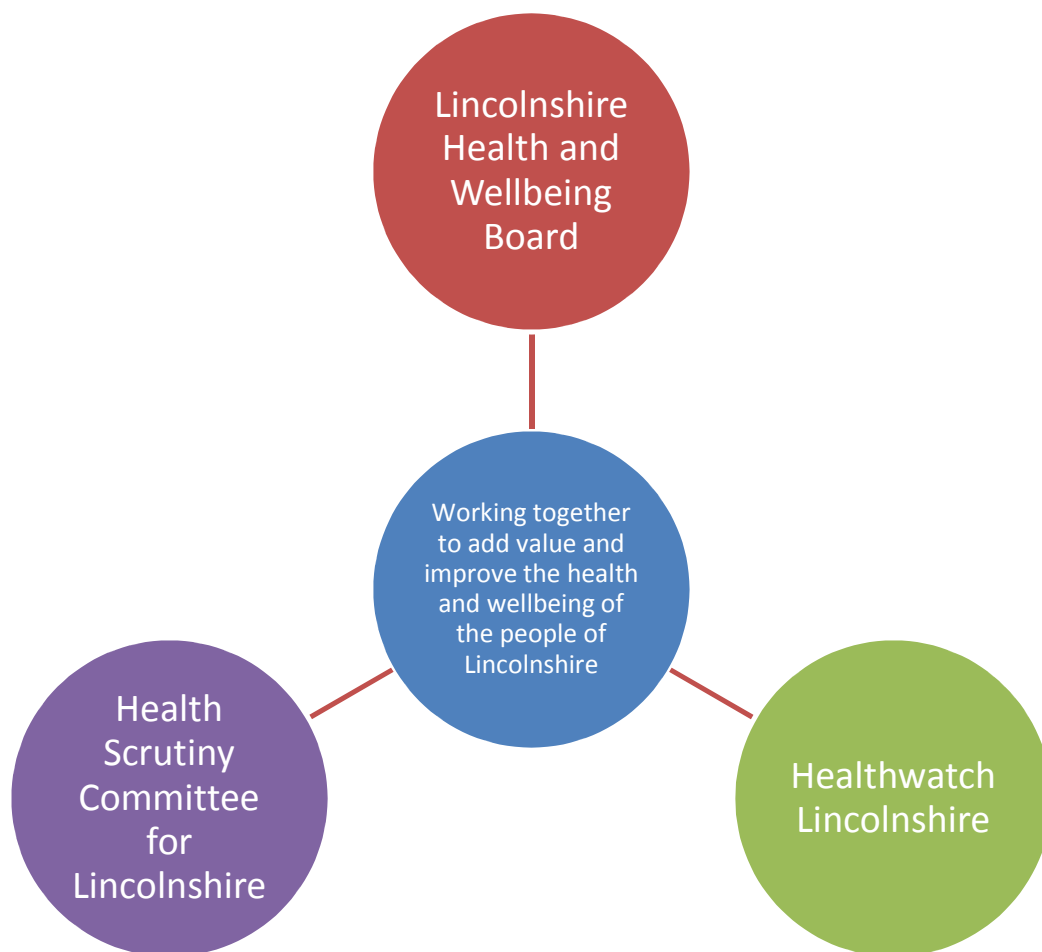 Lincolnshire
Health and
Wellbeing
Board
Working together
to add value and
improve the health
and wellbeing of
the people of
Lincolnshire
Health
Scrutiny
Committee
for
Lincolnshire
Healthwatch
Lincolnshire